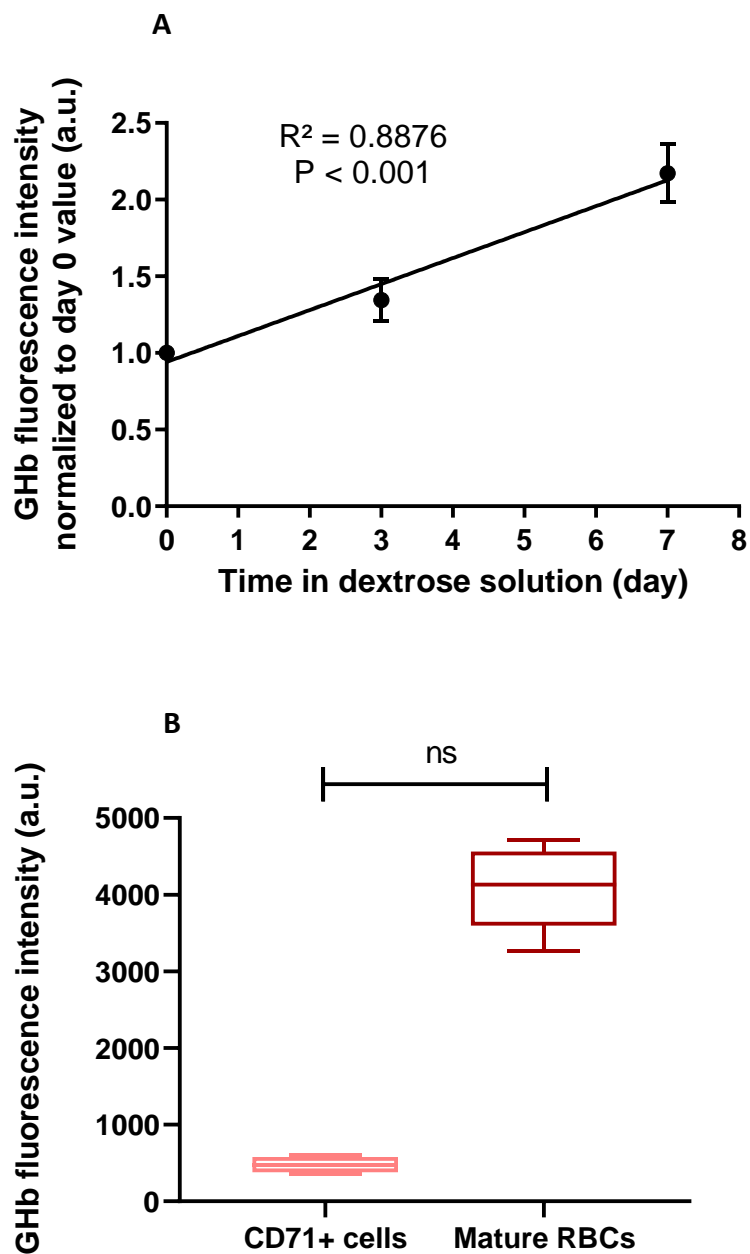 A
GHb fluorescence intensity
normalized to day 0 value (a.u.)
R² = 0.8876
P < 0.001
2.5
2.0
1.5
1.0
0.5
0.0
0 1 2 3 4 5 6 7 8
Time in dextrose solution (day)
B
GHb fluorescence intensity (a.u.)
ns
5000
4000
3000
2000
1000
0
CD71+ cells Mature RBCs